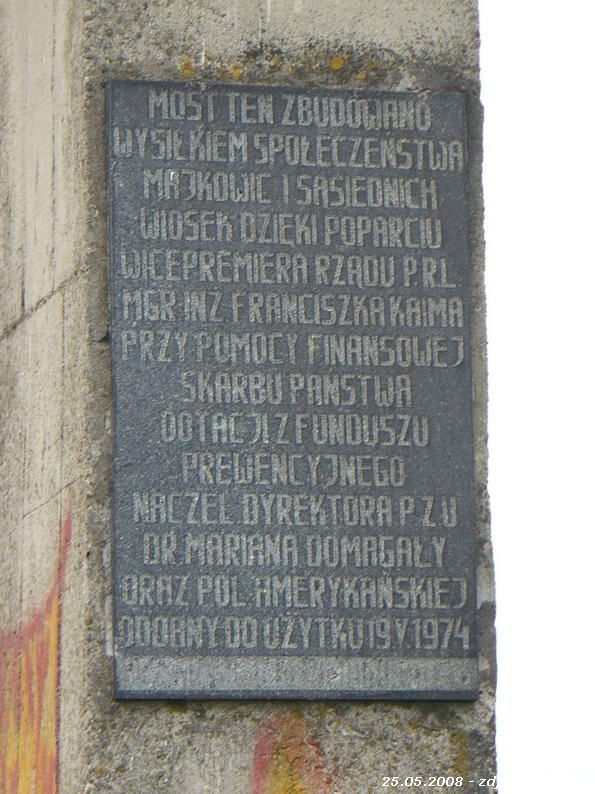 MOST TEN ZBUDOWANO
WYSIŁKIEM SPOŁECZEŃSTWA
MAJKOWIC I SĄSIEDNICH
WIOSEK DZIĘKI POPARCIU
WICEPREMIERA RZĄDU P.R.L.
MGR INŻ FRANCISZKA KAIMA
PRZY POMOCY FINANSOWEJ
SKARBU PAŃSTWA
DOTACJI Z FUNDUSZU
PREWENCYJNEGO
NACZEL. DYREKTORA P.Z.U
DR. MARIANA DOMAGAŁY
ORAZ POL. AMERYKAŃSKIEJ
ODDANY DO UŻYTKU 19.V.1974
25.05.2008 -